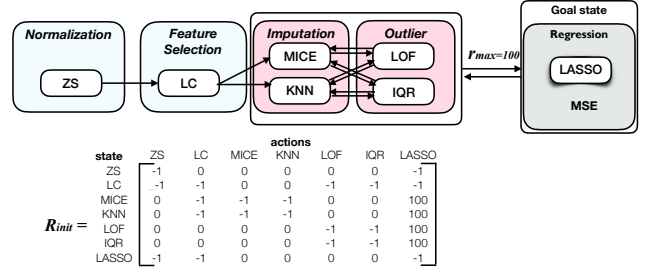 Normalization
ZS
Feature
Selection
LC
Imputation
MICE
KNN
Outlier
LOF
IQR
rmax=100
Goal state
Regression
LASSO
MSE
actions
state ZS LC MICE KNN LOF IQR LASSO
ZS -1 0 0 0 0 0 -1
LC -1 -1 0 0 -1 -1 -1
MICE 0 -1 -1 -1 0 0 100
KNN 0 -1 -1 -1 0 0 100
LOF 0 0 0 0 -1 -1 100
IQR 0 0 0 0 -1 -1 100
LASSO -1 -1 0 0 0 0 -1
Rinit =